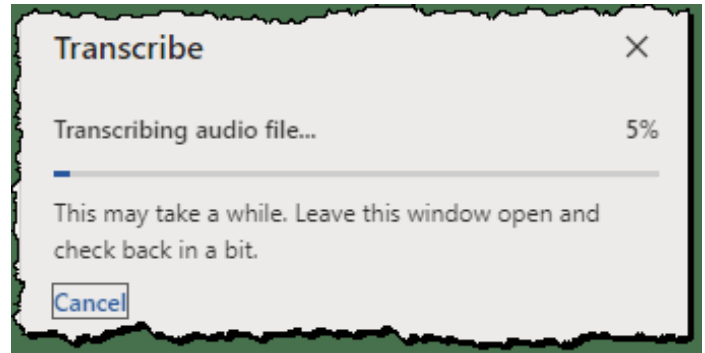 Transcribe
Transcribing audio file... 5%
This may take a while. Leave this window open and
check back in a bit.
Cancel